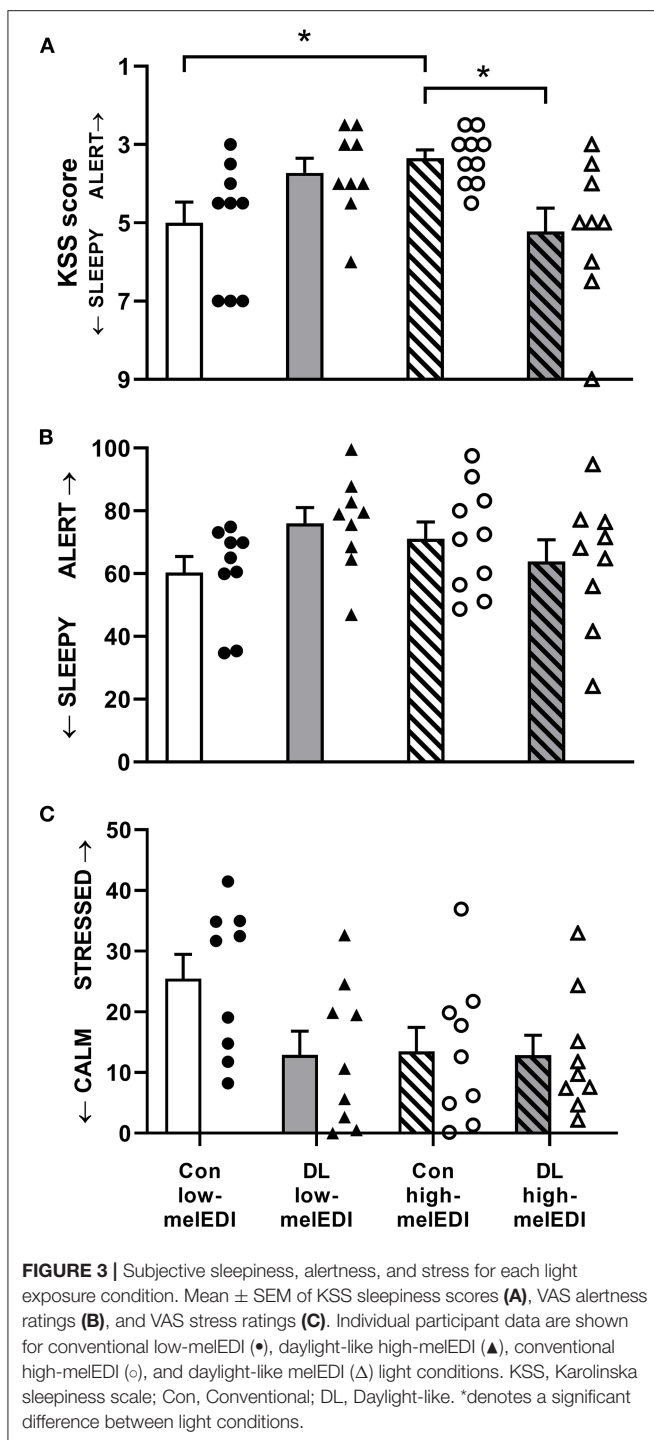 A
*
*
1
3
5
7
9
KSS score
← SLEEPY ALERT→
B
100
80
60
40
20
0
← SLEEPY ALERT →
C
50
40
30
20
10
0
← CALM STRESSED →
Con low-melEDI
DL low-melEDI
Con high-melEDI
DL high-melEDI
FIGURE 3 | Subjective sleepiness, alertness, and stress for each light
exposure condition. Mean ± SEM of KSS sleepiness scores (A), VAS alertness
ratings (B), and VAS stress ratings (C). Individual participant data are shown
for conventional low-melEDI (•), daylight-like high-melEDI (▲), conventional
high-melEDI (○), and daylight-like melEDI (Δ) light conditions. KSS, Karolinska
sleepiness scale; Con, Conventional; DL, Daylight-like. *denotes a significant
difference between light conditions.